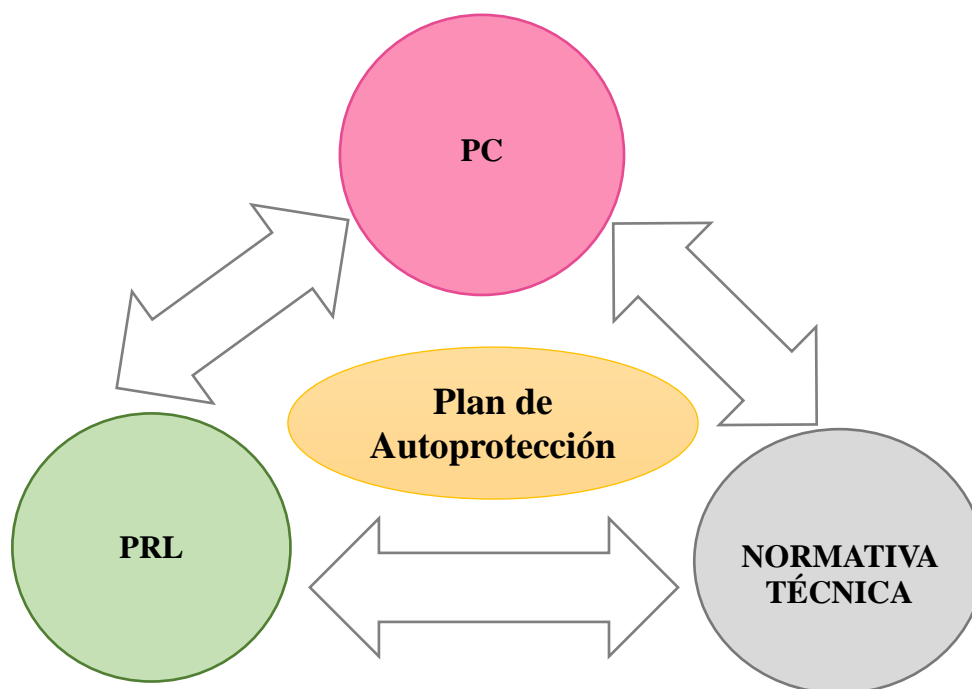 PC
Plan de
Autoprotección
PRL
NORMATIVA
TÉCNICA